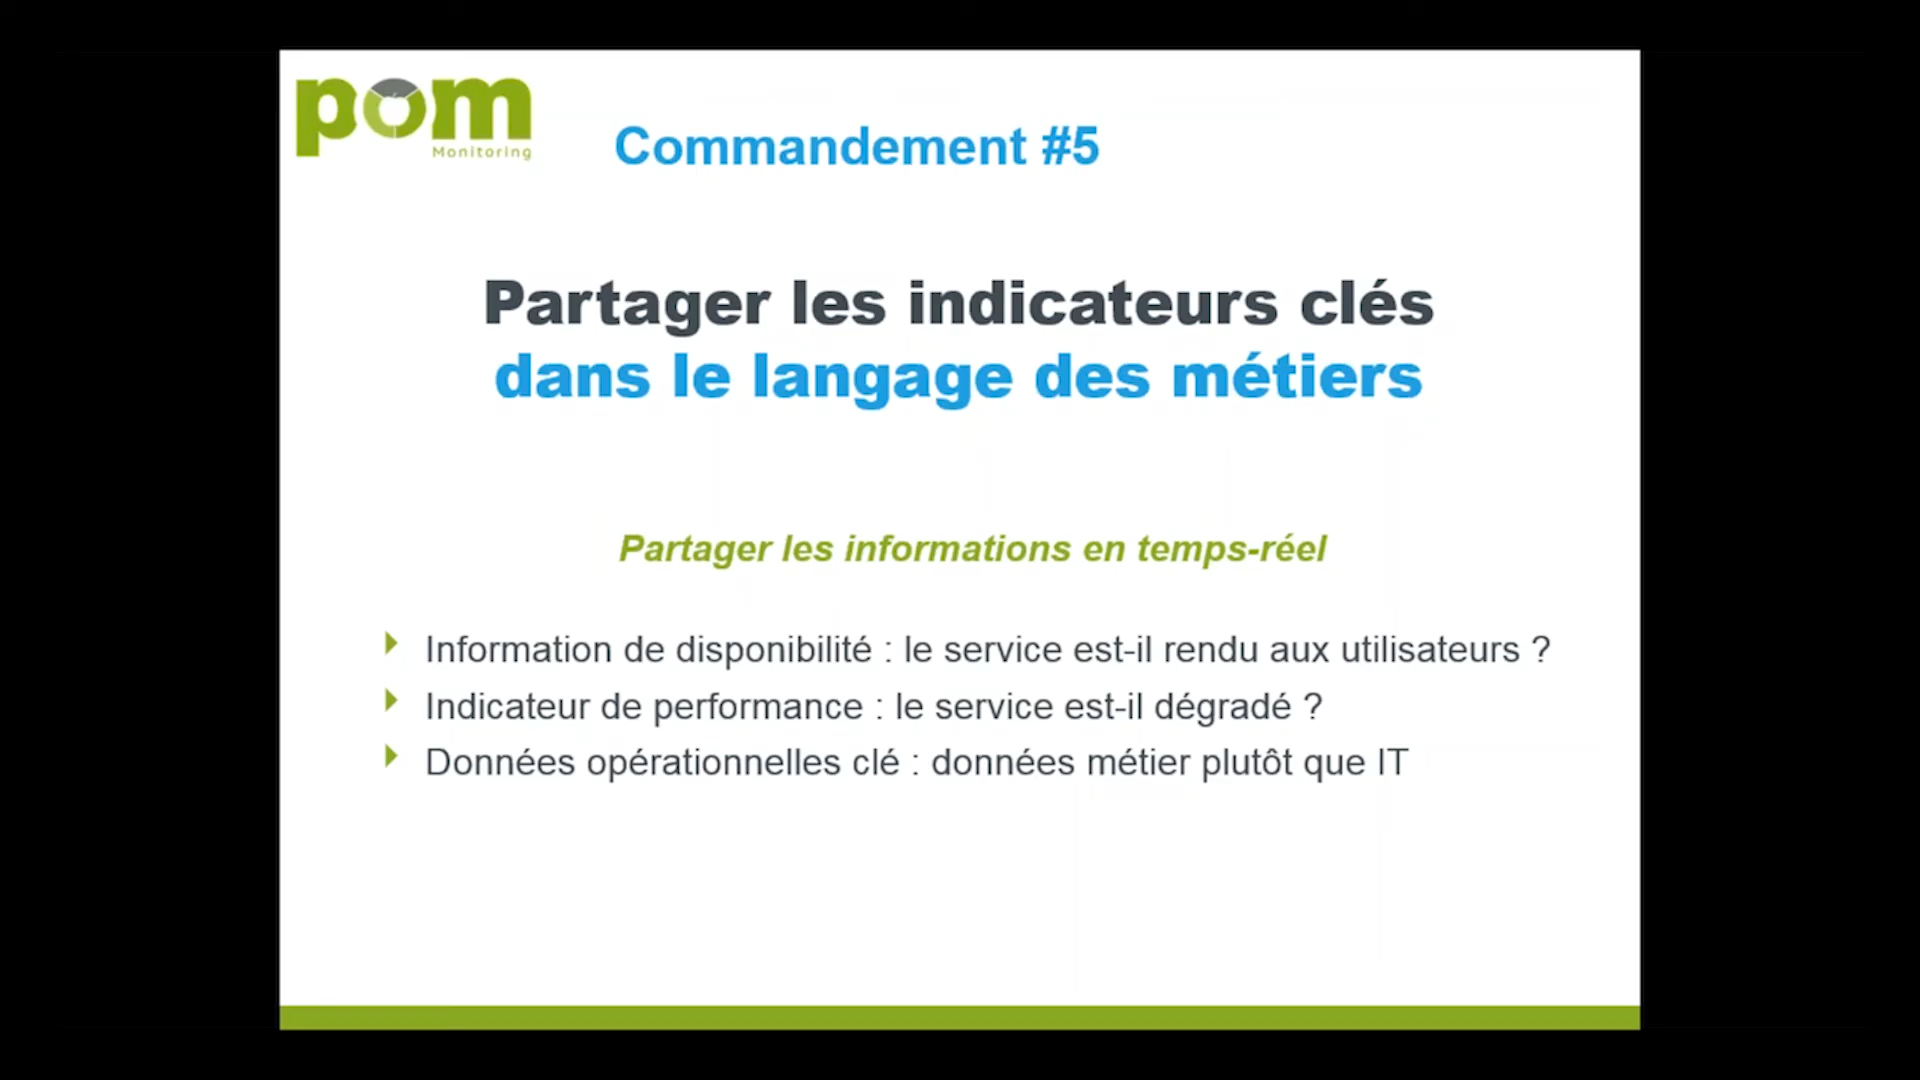 pom
Monitoring
Commandement #5
Partager les indicateurs clés
dans le langage des métiers
Partager les informations en temps-réel
Information de disponibilité : le service est-il rendu aux utilisateurs ?
Indicateur de performance : le service est-il dégradé ?
Données opérationnelles clé : données métier plutôt que IT